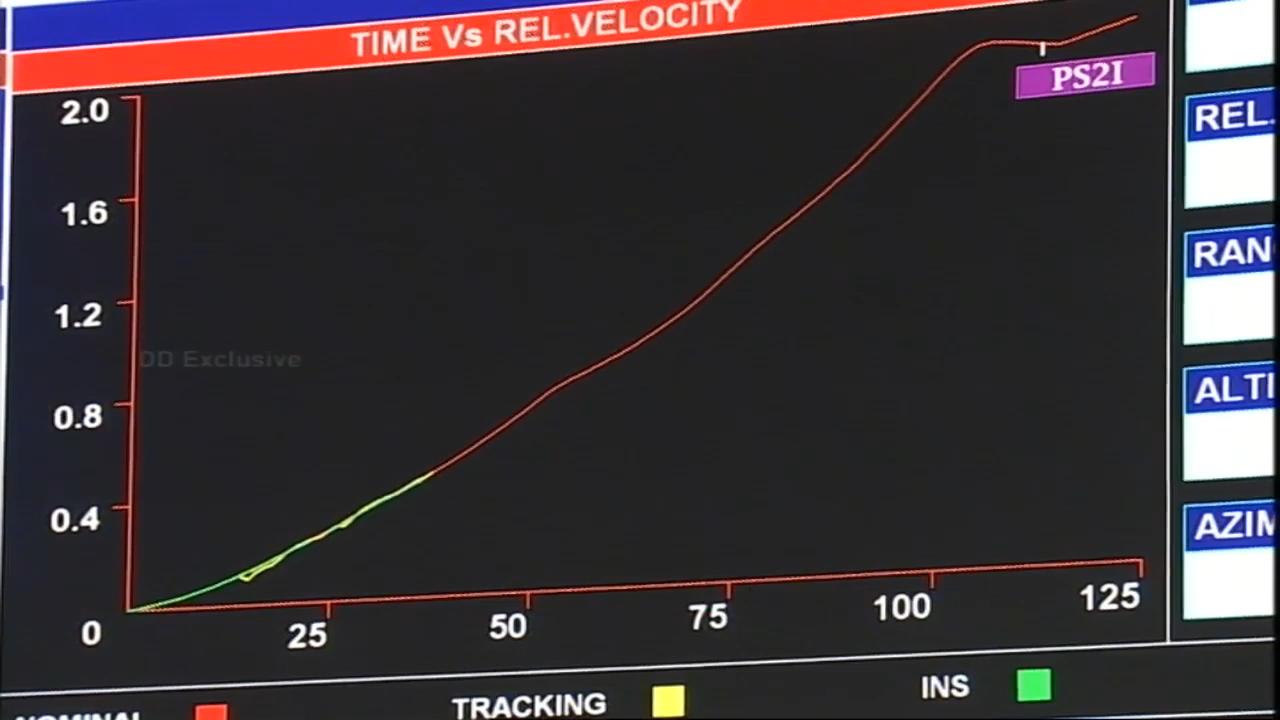 TIME Vs REL.VELOCITY
PS2I
2.0
1.6
1.2
0.8
0.4
0
25
50
75
100
125
DD Exclusive
REL.
RAN
ALTI
AZIM
NOMINAL
TRACKING
INS